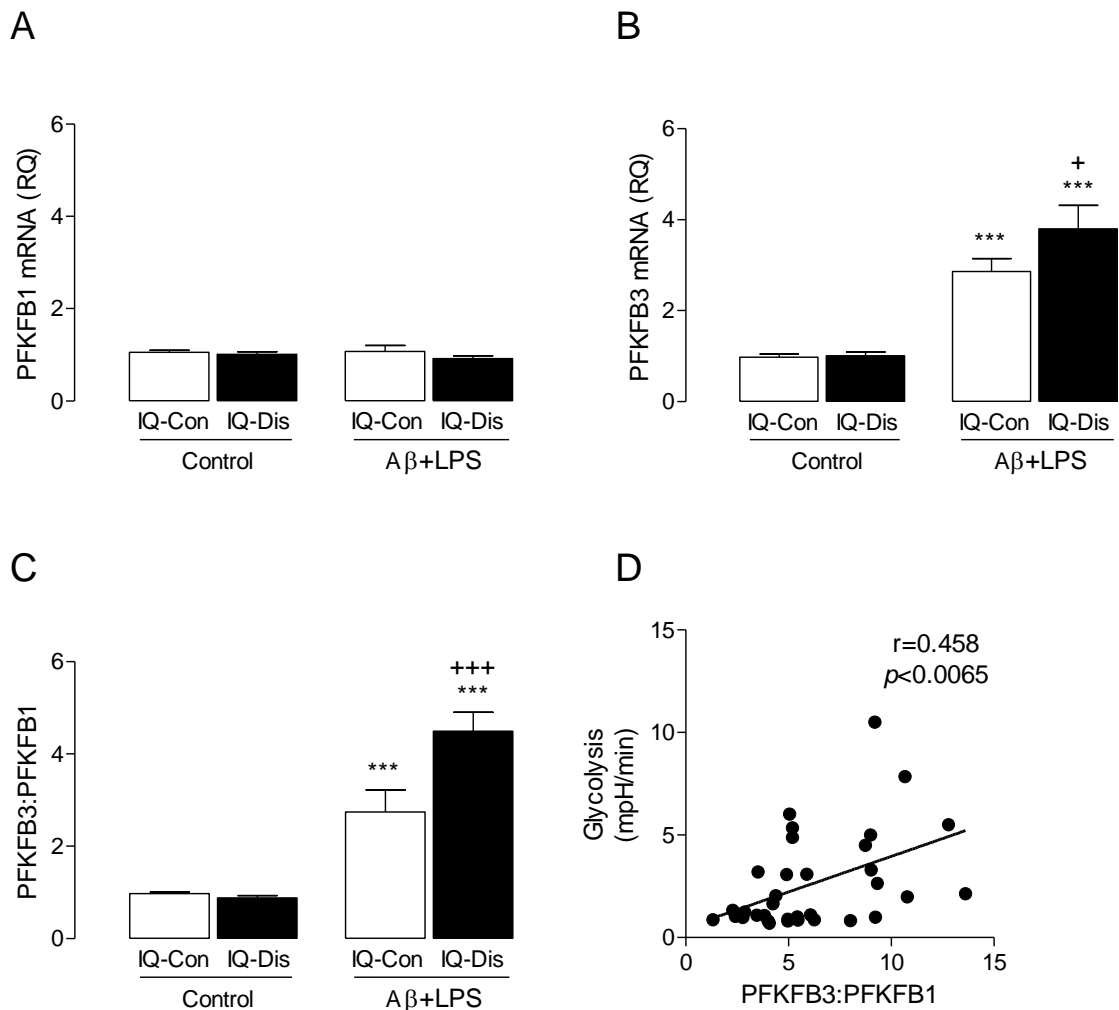 A
PFKFB1 mRNA (RQ)
6
4
2
0
IQ-Con IQ-Dis IQ-Con IQ-Dis
Control Aβ+LPS
B
PFKFB3 mRNA (RQ)
6
4
2
0
***
+
***
IQ-Con IQ-Dis IQ-Con IQ-Dis
Control Aβ+LPS
C
PFKFB3:PFKFB1
6
4
2
0
***
+++
***
IQ-Con IQ-Dis IQ-Con IQ-Dis
Control Aβ+LPS
D
Glycolysis
(mpH/min)
15
10
5
0
r=0.458
p<0.0065
0 5 10 15
PFKFB3:PFKFB1